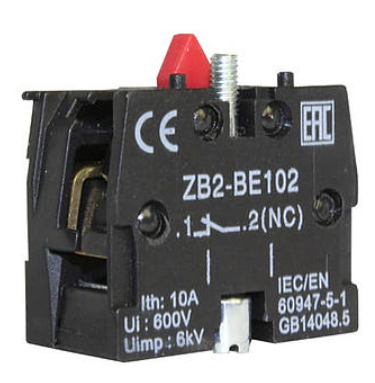 CE
EAC
ZB2-BE102
.1 .2(NC)
Ith: 10A
Ui : 600V
Uimp : 6kV
IEC/EN
60947-5-1
GB14048.5